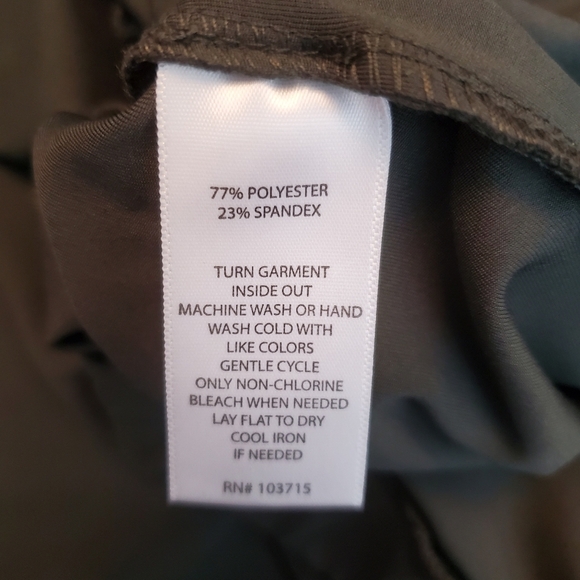 77% POLYESTER
23% SPANDEX
TURN GARMENT
INSIDE OUT
MACHINE WASH OR HAND
WASH COLD WITH
LIKE COLORS
GENTLE CYCLE
ONLY NON-CHLORINE
BLEACH WHEN NEEDED
LAY FLAT TO DRY
COOL IRON
IF NEEDED
RN# 103715